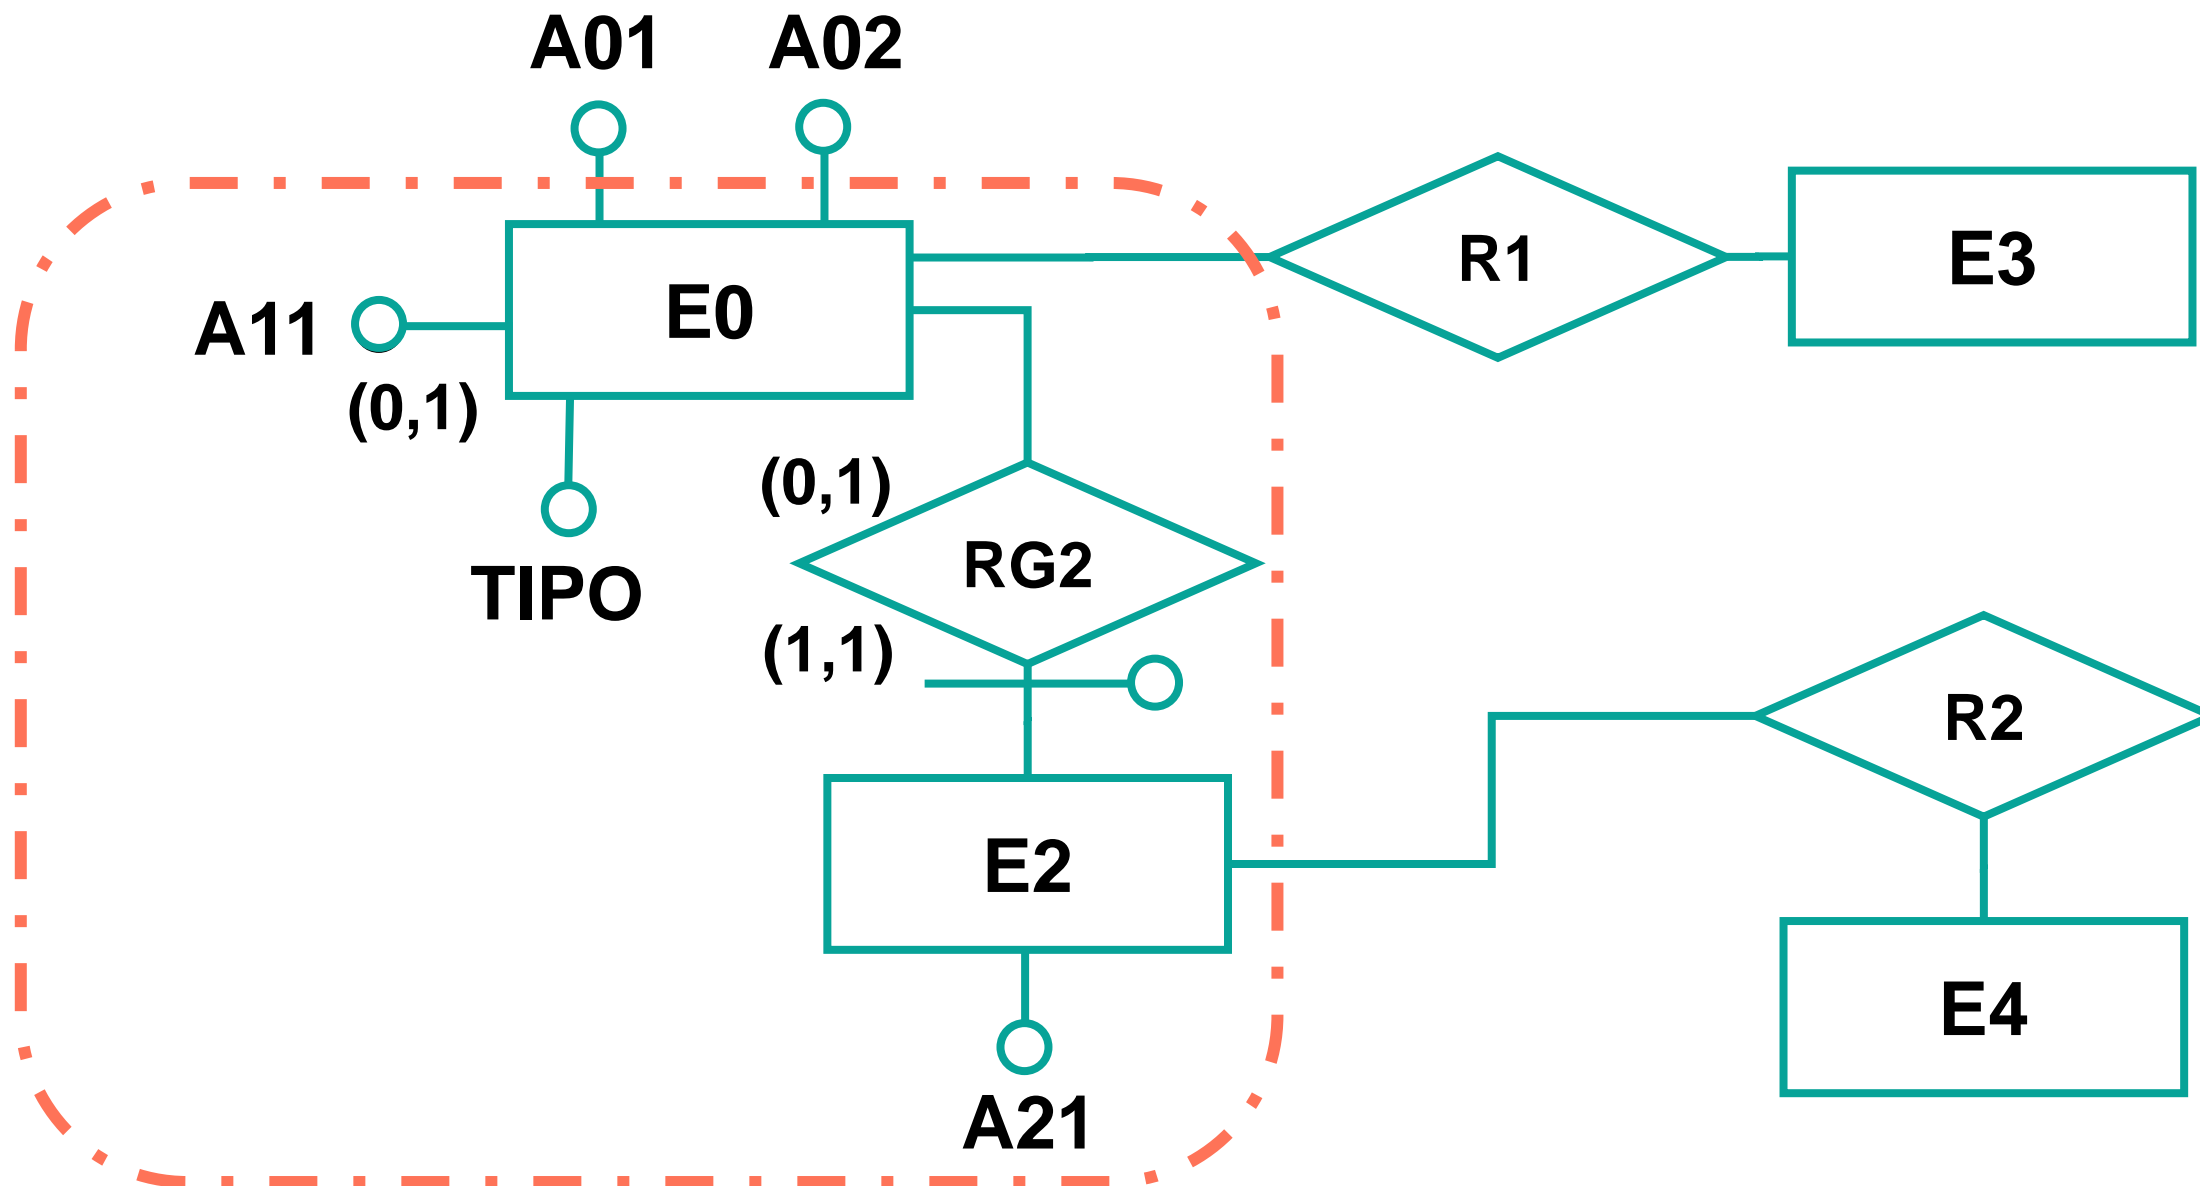 A01 A02
R1
E3
E0
A11
(0,1)
(0,1)
RG2
TIPO
(1,1)
R2
E2
E4
A21